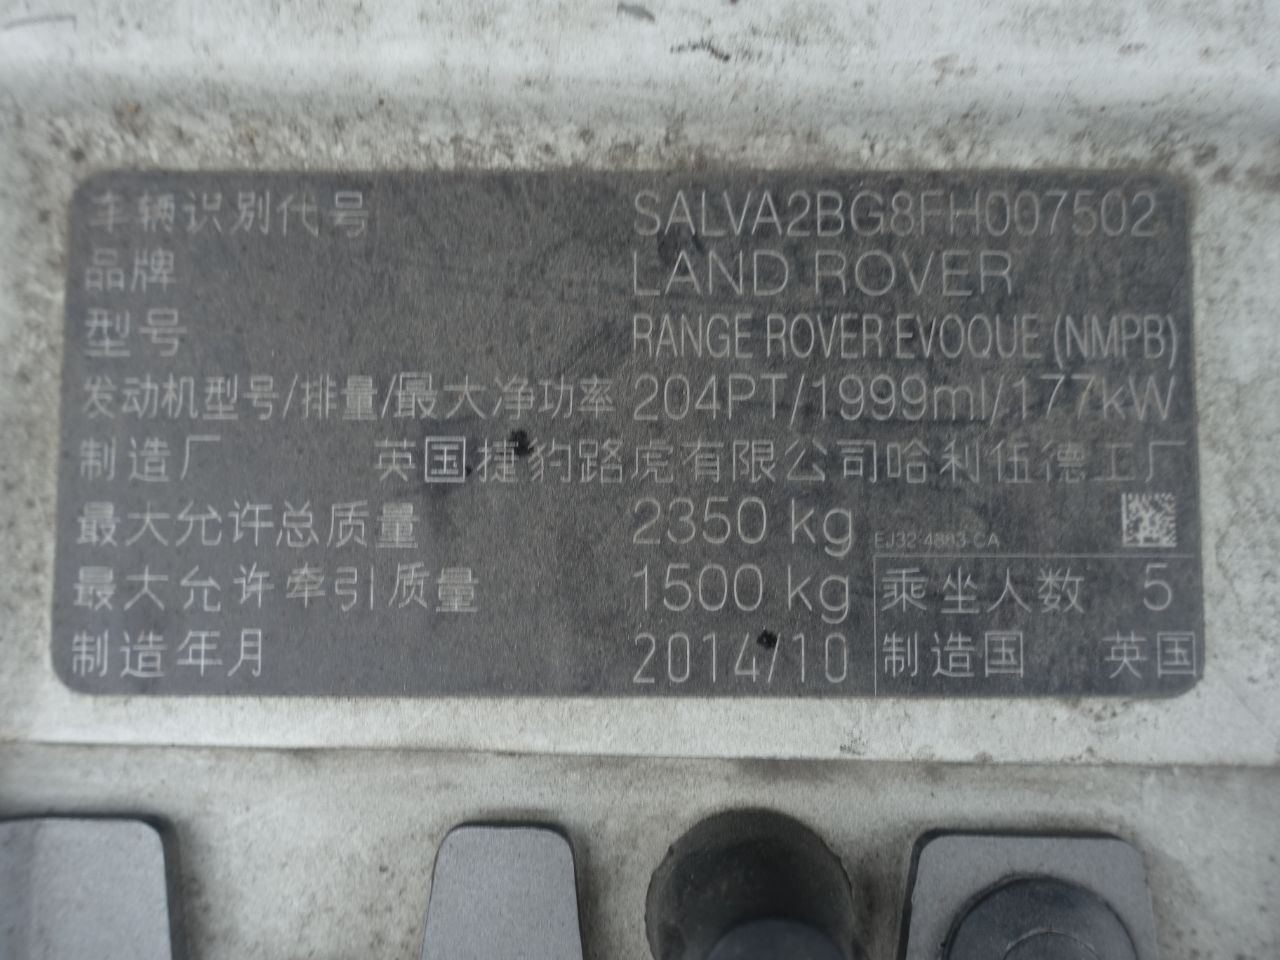 车辆识别代号 SALVA2BG8FH007502
品牌 LAND ROVER
型号 RANGE ROVER EVOQUE (NMPB)
发动机型号/排量/最大净功率 204PT/1999ml/177kW
制造厂 英国捷豹路虎有限公司哈利伍德工厂
最大允许总质量 2350 kg EJ32-4883-CA
最大允许牵引质量 1500 kg 乘坐人数 5
制造年月 2014/10 制造国 英国